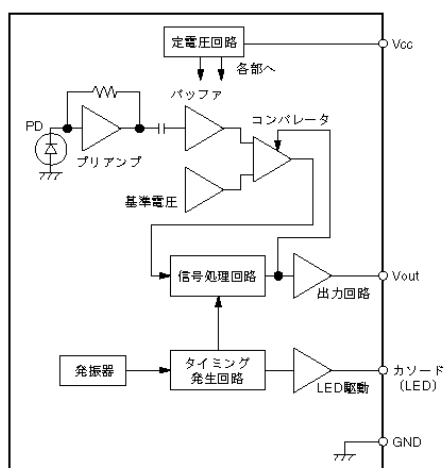 定電圧回路
Vcc
各部へ
バッファ
コンパレータ
PD
プリアンプ
基準電圧
信号処理回路
Vout
出力回路
発振器
タイミング
発生回路
LED駆動
カソード
(LED)
GND